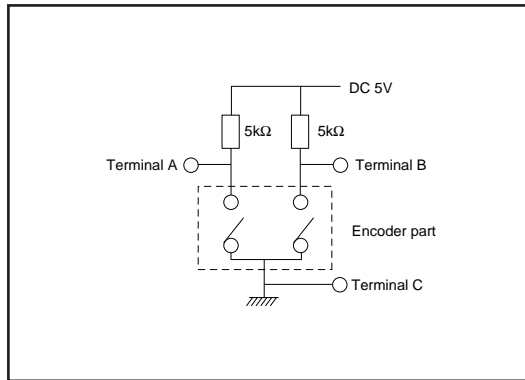 DC 5V
5kΩ 5kΩ
Terminal A Terminal B
Encoder part
Terminal C